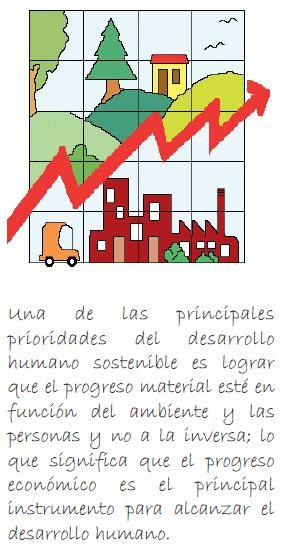 Una de las principales
prioridades del desarrollo
humano sostenible es lograr
que el progreso material esté en
función del ambiente y las
personas y no a la inversa; lo
que significa que el progreso
económico es el principal
instrumento para alcanzar el
desarrollo humano.